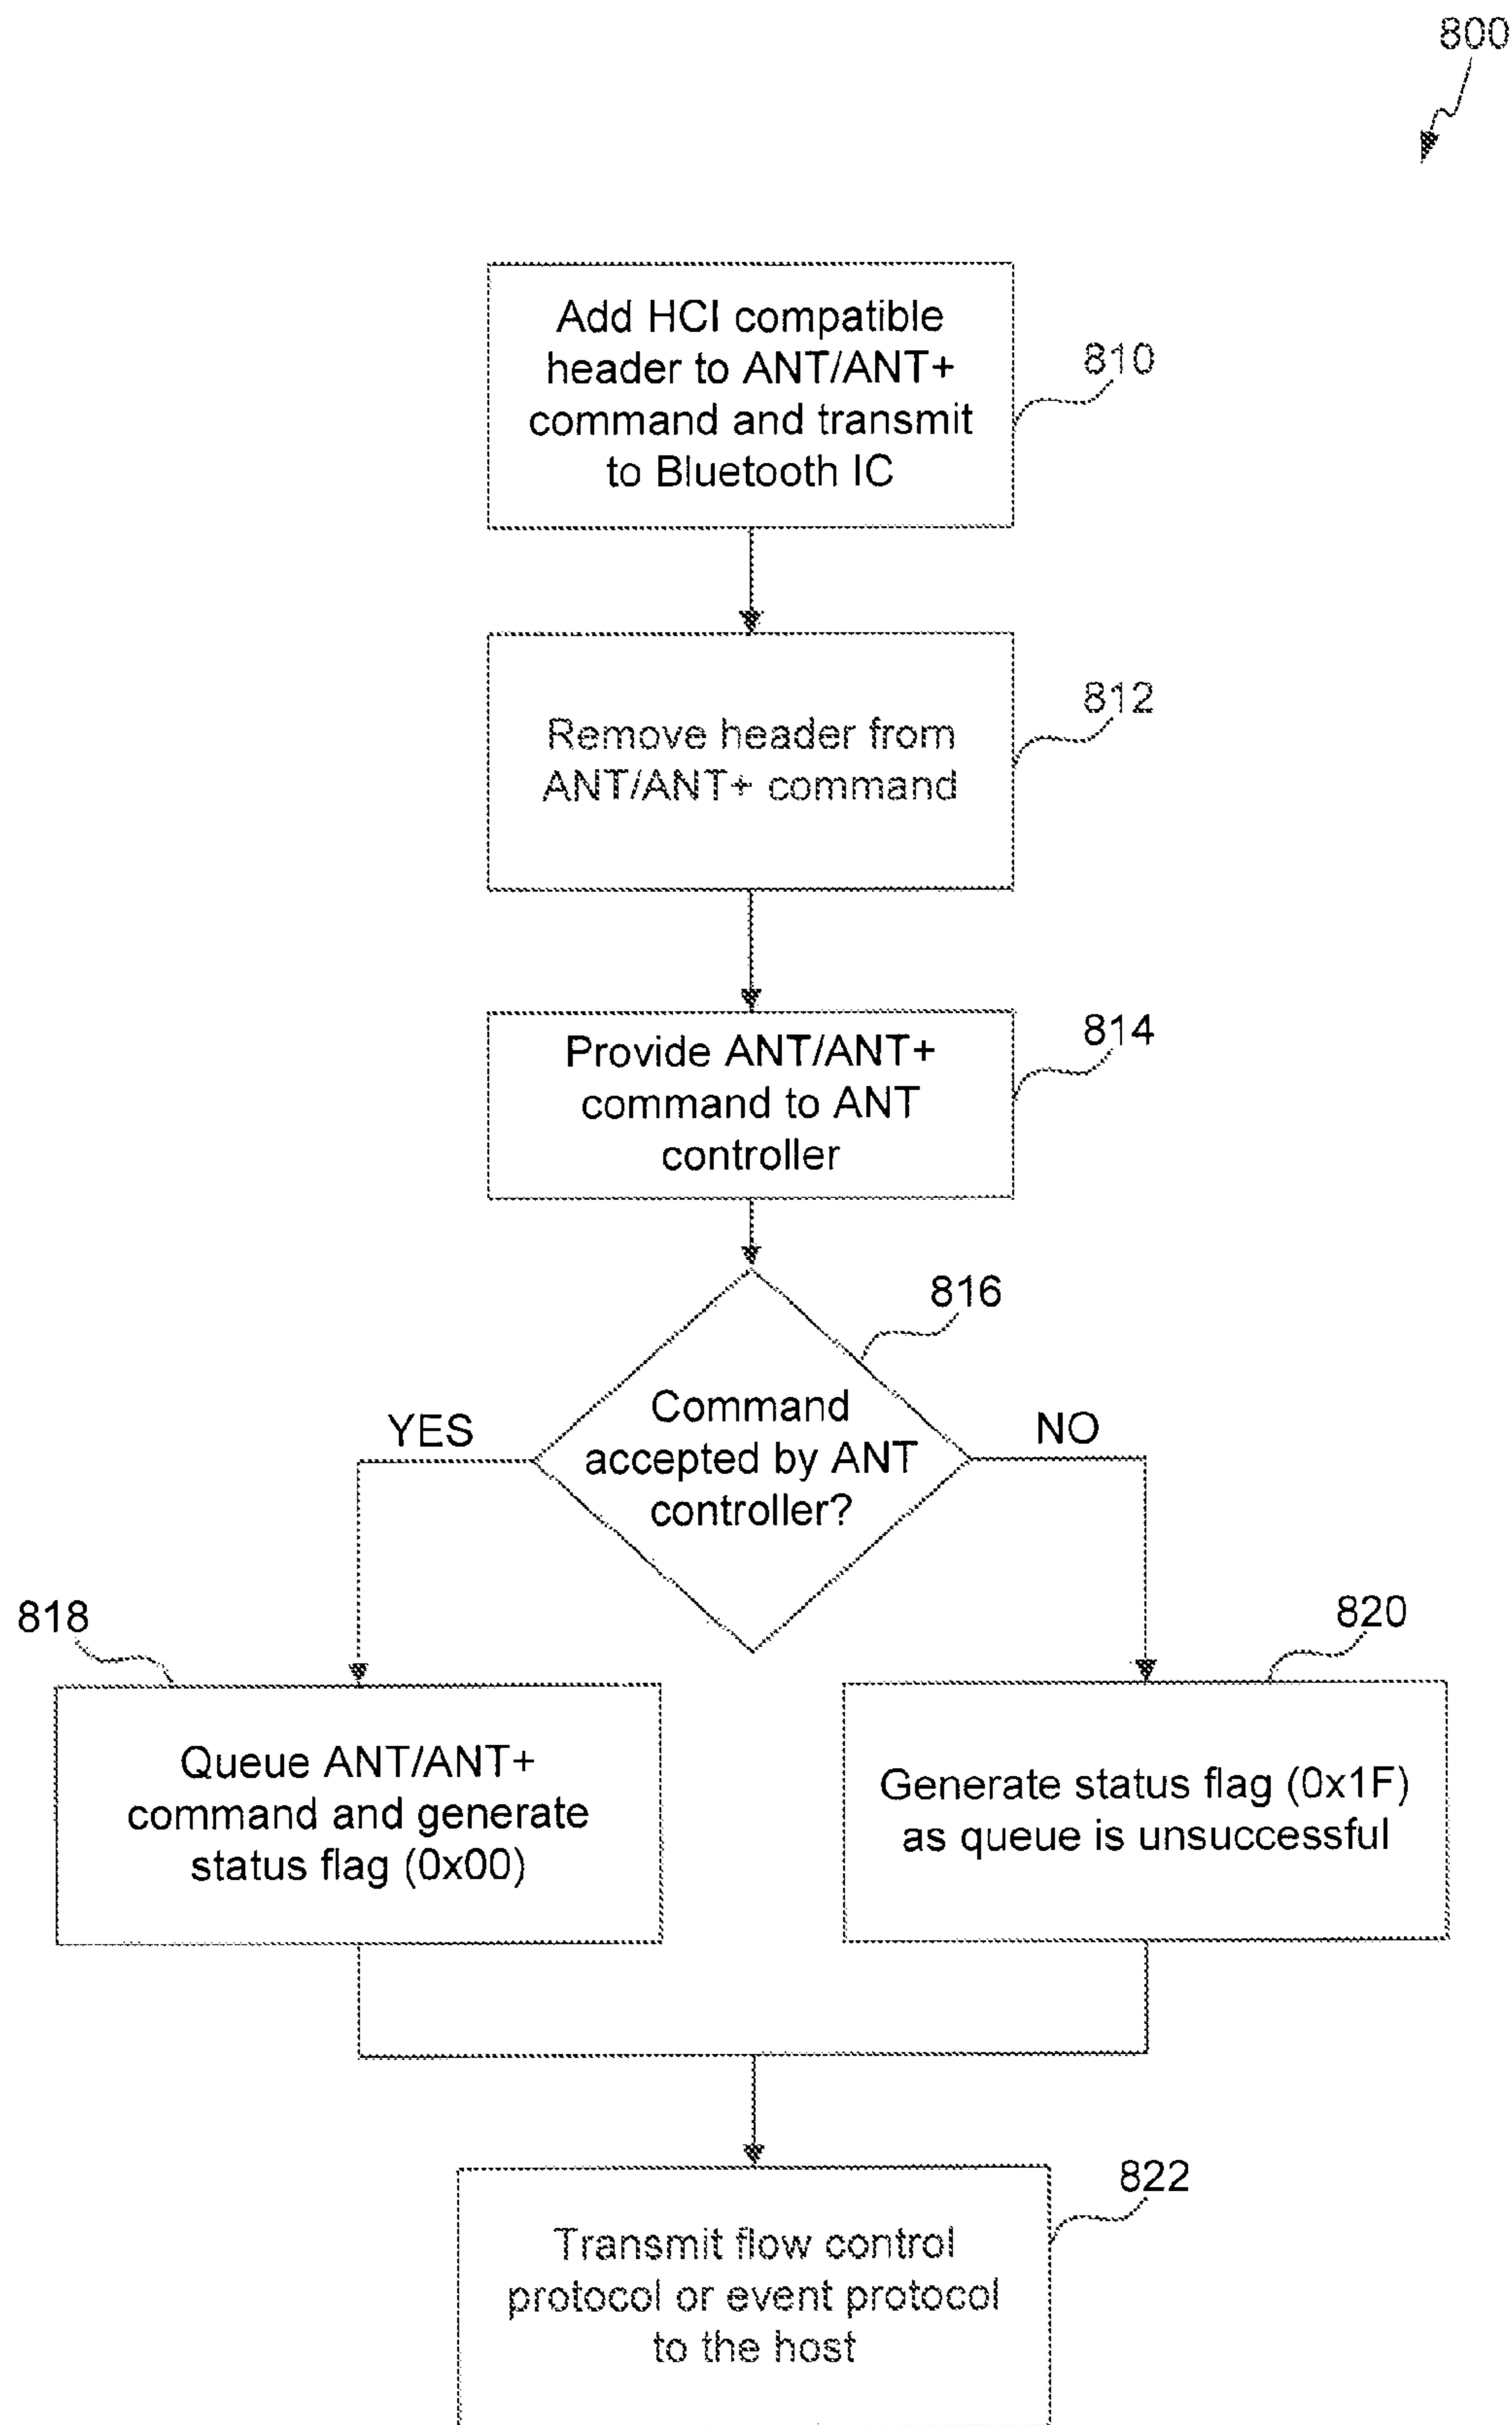 800
Add HCI compatible
header to ANT/ANT+
command and transmit
to Bluetooth IC
810
Remove header from
ANT/ANT+ command
812
Provide ANT/ANT+
command to ANT
controller
814
816
Command
accepted by ANT
controller?
YES
NO
818
820
Queue ANT/ANT+
command and generate
status flag (0x00)
Generate status flag (0x1F)
as queue is unsuccessful
822
Transmit flow control
protocol or event protocol
to the host